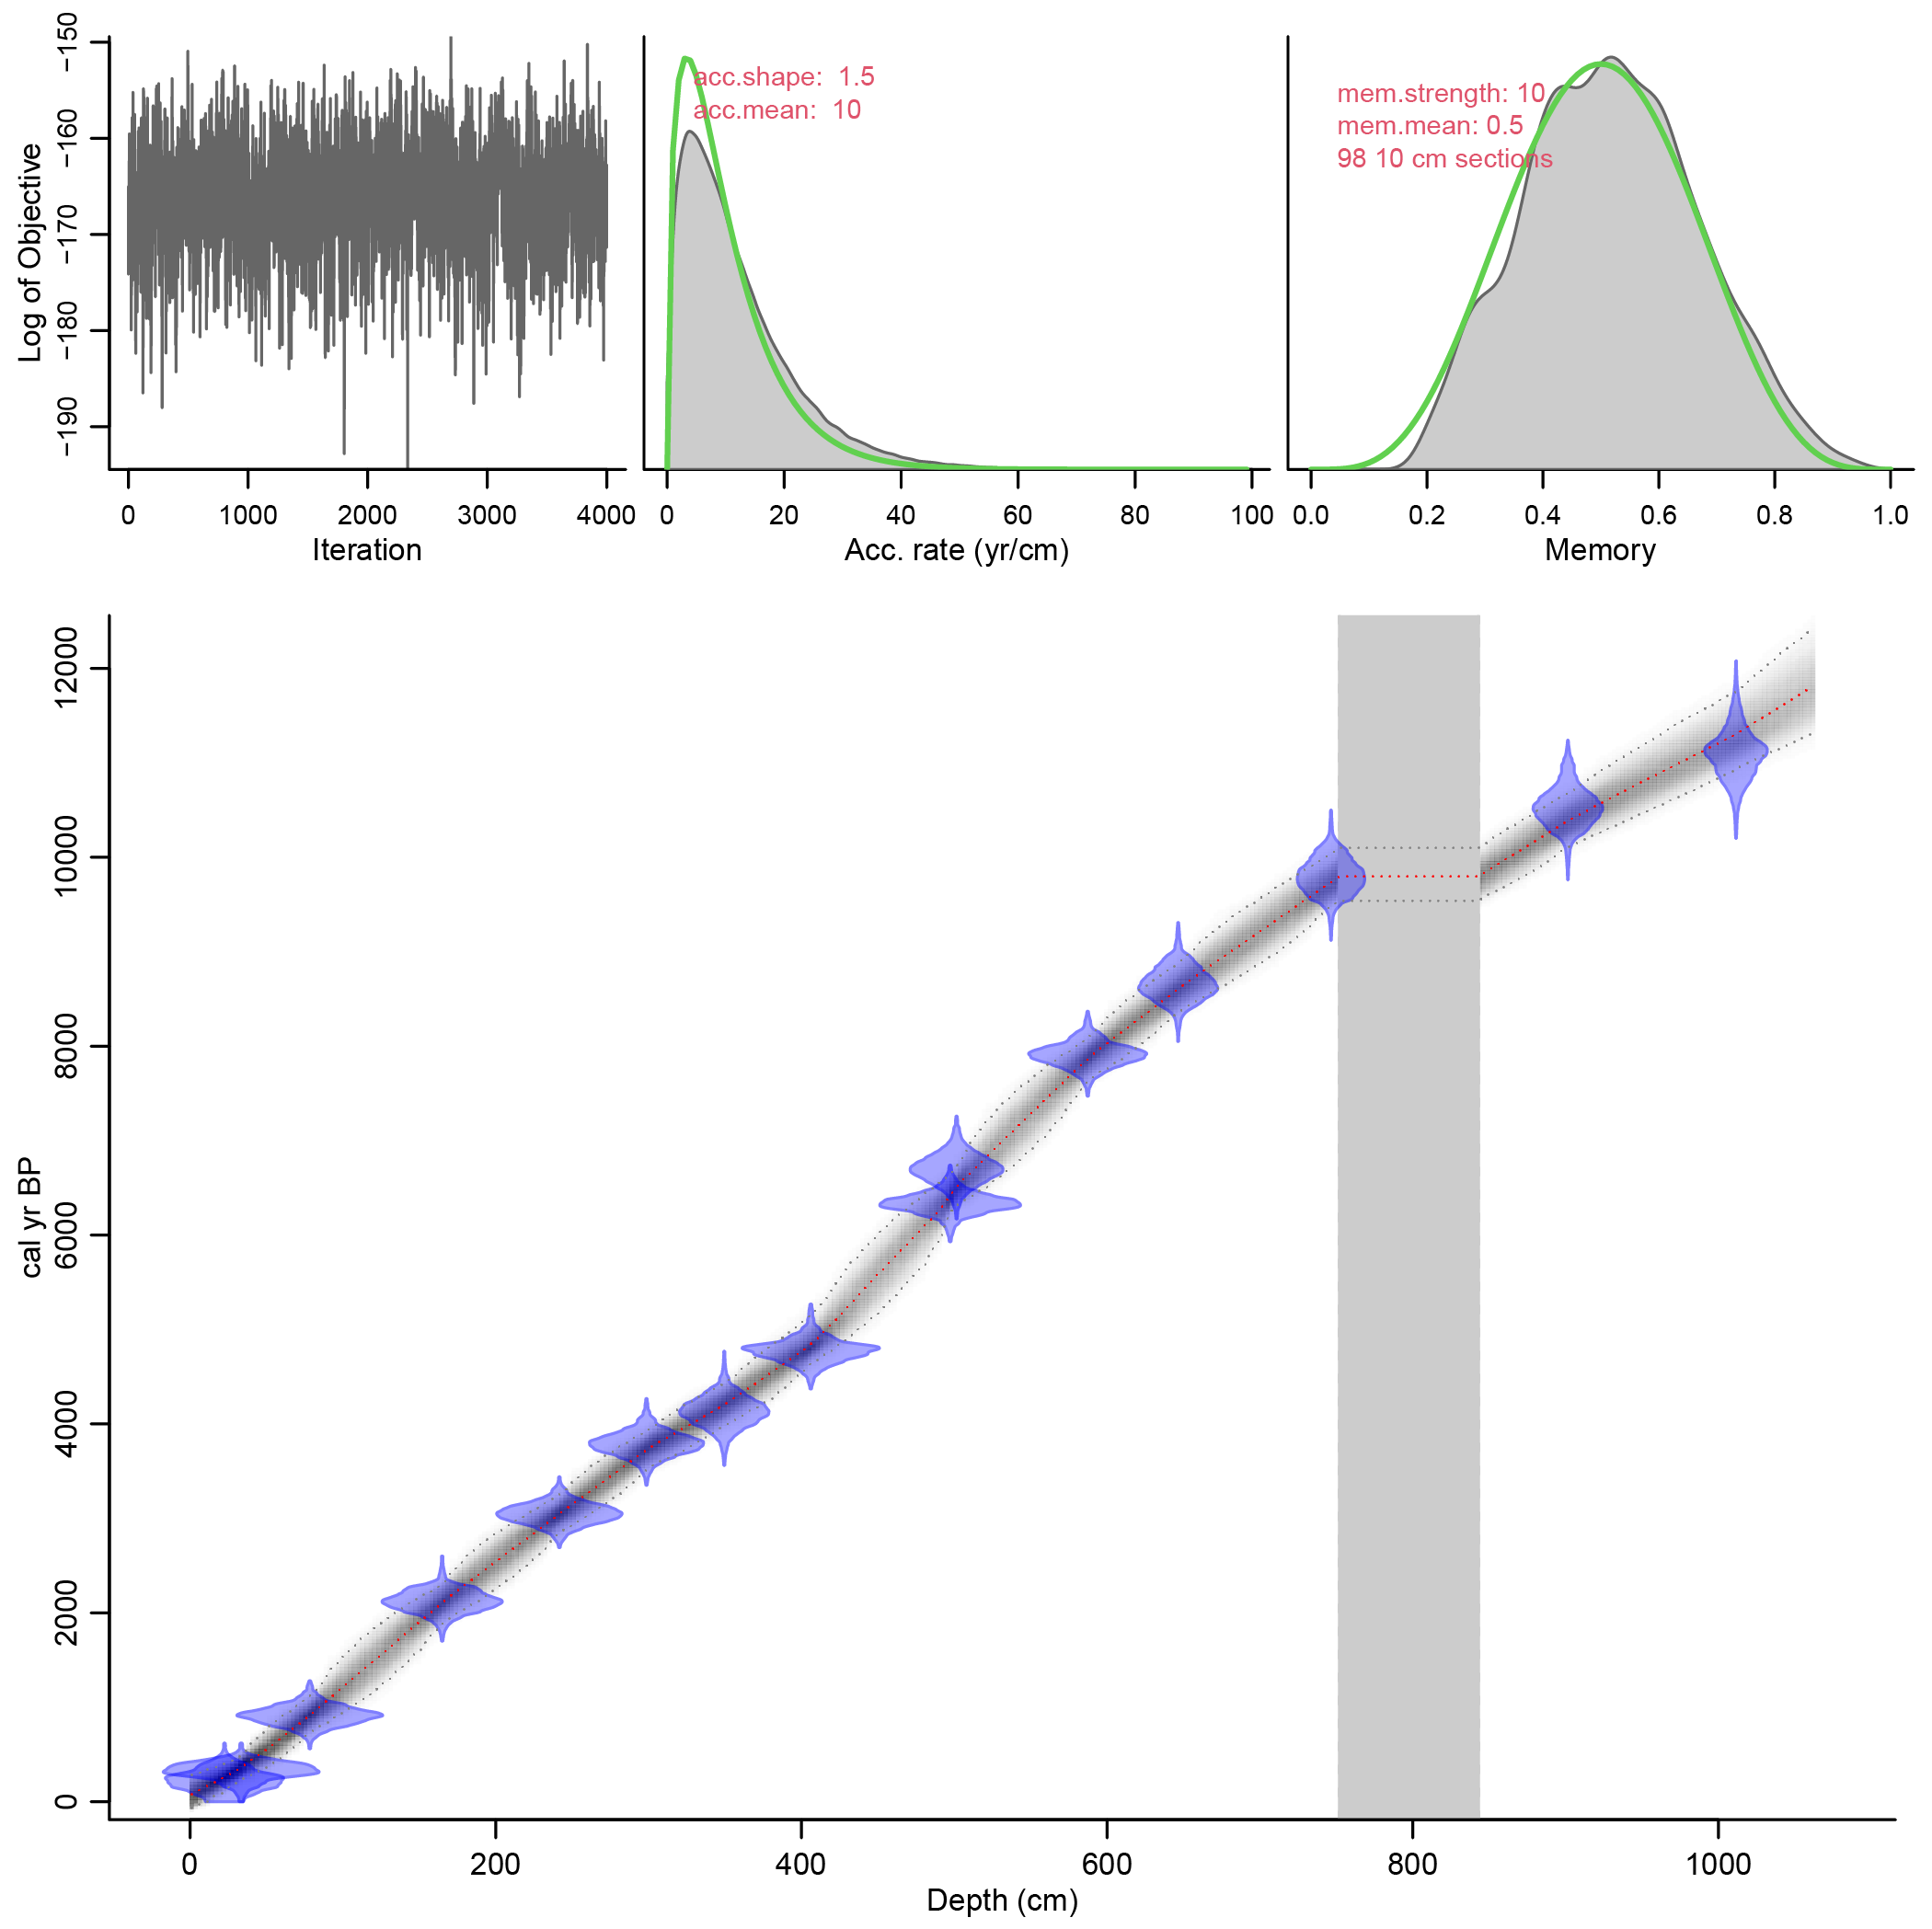 −150
−160
−170
−180
−190
Log of Objective
0 1000 2000 3000 4000
Iteration
acc.shape: 1.5
acc.mean: 10
0 20 40 60 80 100
Acc. rate (yr/cm)
mem.strength: 10
mem.mean: 0.5
98 10 cm sections
0.0 0.2 0.4 0.6 0.8 1.0
Memory
12000
10000
8000
6000
4000
2000
0
cal yr BP
0 200 400 600 800 1000
Depth (cm)